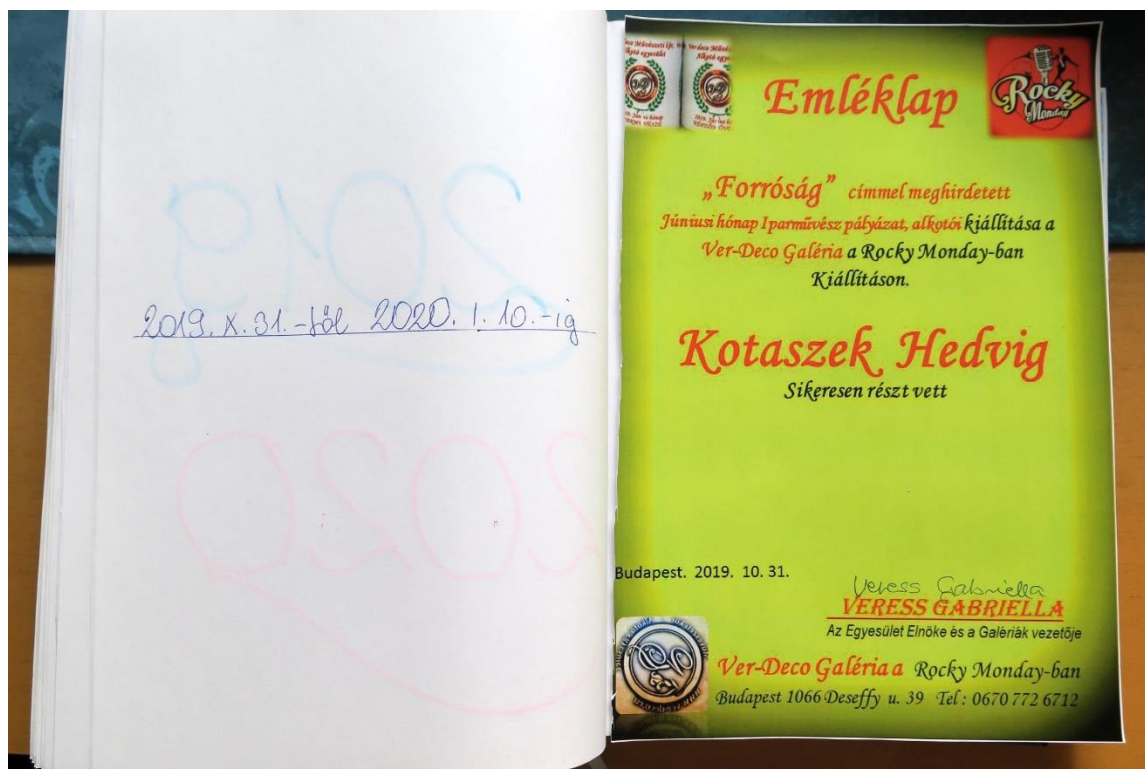 2019. X. 31.-től 2020. I. 10.-ig
Emléklap
Rocky
Monday
„Forróság” címmel meghirdetett
Júniusi hónap Iparművész pályázat, alkotói kiállítása a
Ver-Deco Galéria a Rocky Monday-ban
Kiállításon.
Kotaszek Hedvig
Sikeresen részt vett
Budapest. 2019. 10. 31.
Veress Gabriella
VERESS GABRIELLA
Az Egyesület Elnöke és a Galériák vezetője
Ver-Deco Galéria a Rocky Monday-ban
Budapest 1066 Deseffy u. 39 Tel : 0670 772 6712
2019
2020